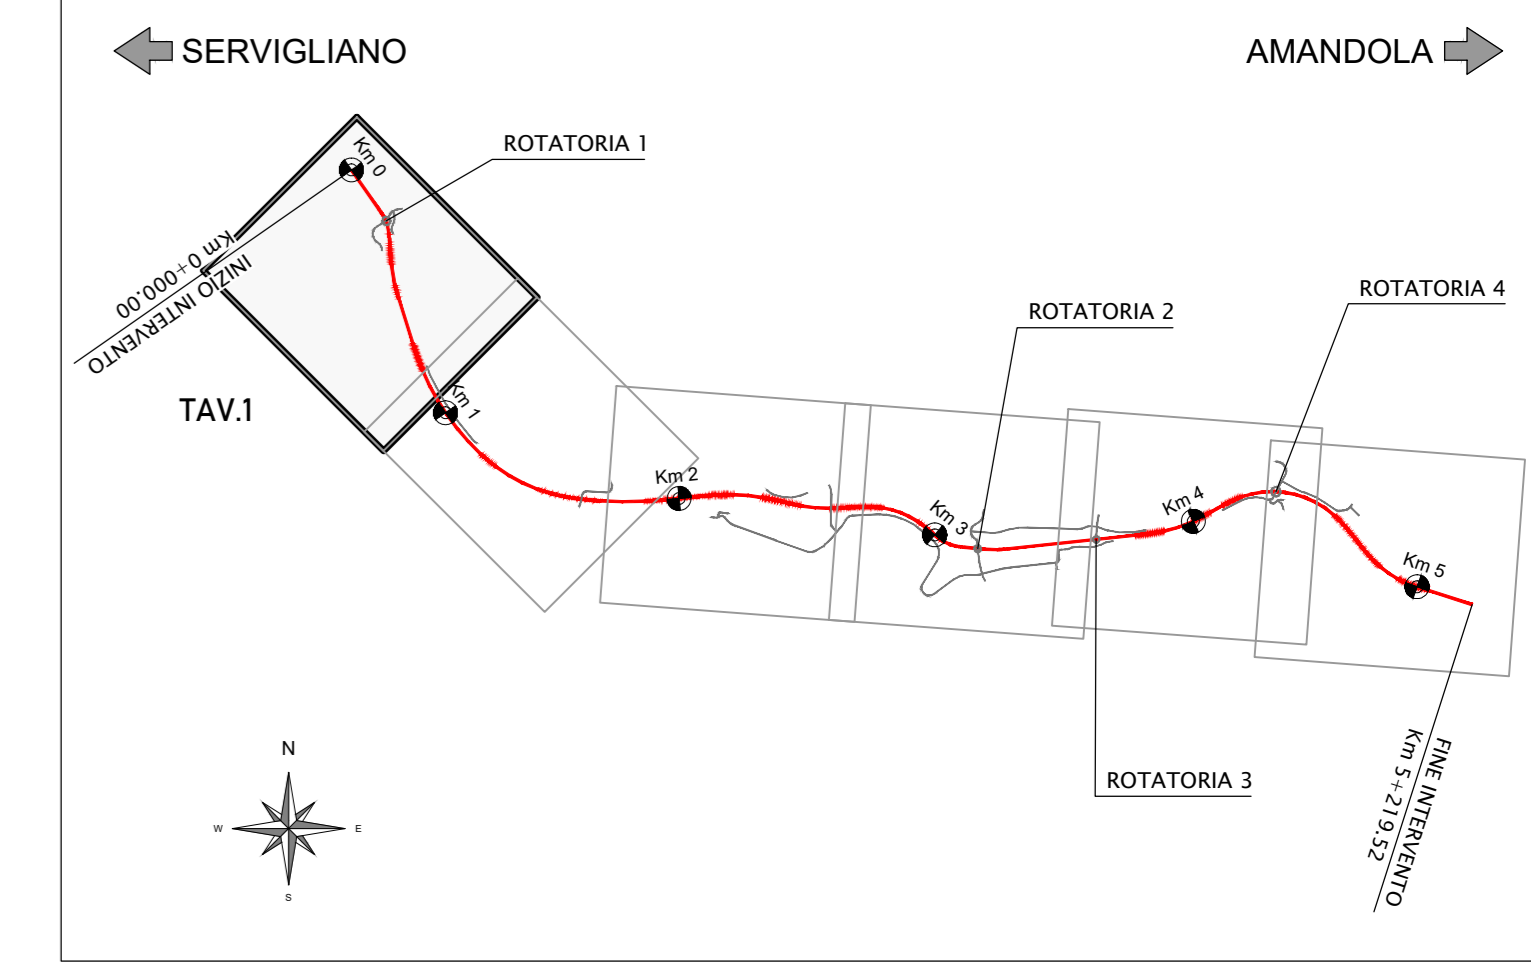 SERVIGLIANO
AMANDOLA
ROTATORIA 1
Km 0
Km 0+000.00
INIZIO INTERVENTO
ROTATORIA 4
ROTATORIA 2
TAV.1
Km 1
Km 2
Km 3
Km 4
Km 5
ROTATORIA 3
FINE INTERVENTO
Km 5+219.52
N
W
E
S